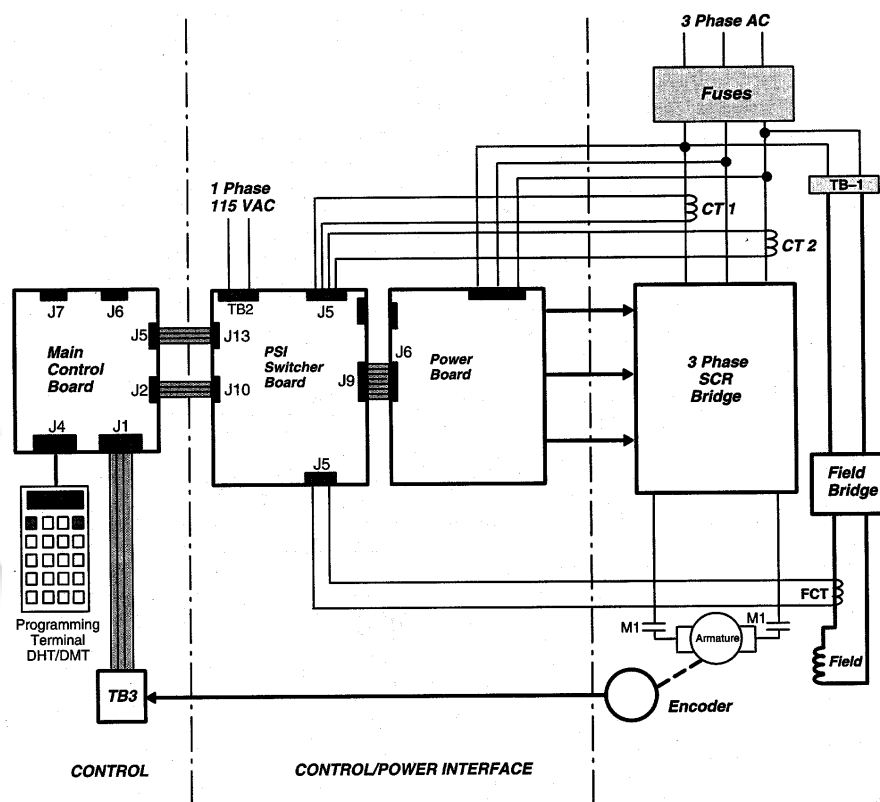 3 Phase AC
Fuses
TB–1
1 Phase
115 VAC
CT 1
CT 2
TB2
J5
J7
J6
J5
J13
Main
Control
Board
PSI
Switcher
Board
J6
Power
Board
3 Phase
SCR
Bridge
J2
J10
J9
J4
J1
J5
Field
Bridge
Programming
Terminal
DHT/DMT
FCT
M1
Armature
M1
Field
TB3
Encoder
CONTROL
CONTROL/POWER INTERFACE